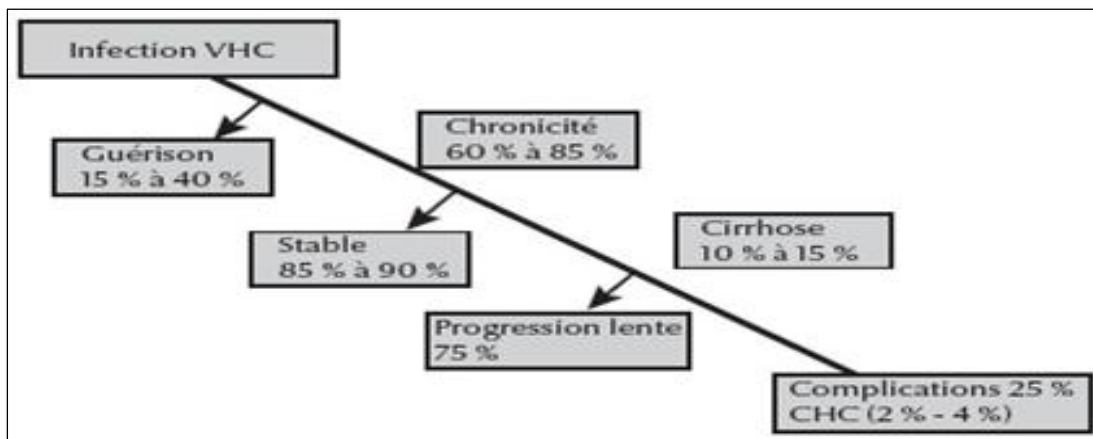 Infection VHC
Chronicité
60 % à 85 %
Guérison
15 % à 40 %
Cirrhose
10 % à 15 %
Stable
85 % à 90 %
Progression lente
75 %
Complications 25 %
CHC (2 % - 4 %)